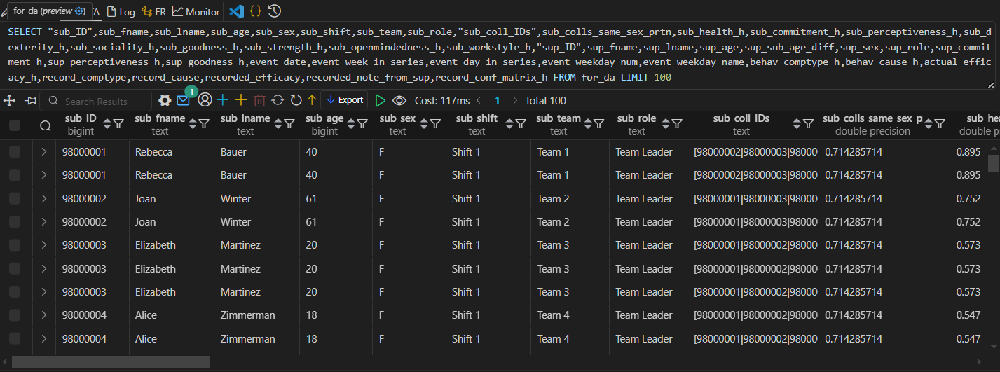 for_da (preview) A Log ER Monitor {}
SELECT "sub_ID",sub_fname,sub_lname,sub_age,sub_sex,sub_shift,sub_team,sub_role,"sub_coll_IDs",sub_colls_same_sex_prtn,sub_health_h,sub_commitment_h,sub_perceptiveness_h,sub_d
exterity_h,sub_sociality_h,sub_goodness_h,sub_strength_h,sub_openmindedness_h,sub_workstyle_h,"sup_ID",sup_fname,sup_lname,sup_age,sup_sub_age_diff,sup_sex,sup_role,sup_commit
ment_h,sup_perceptiveness_h,sup_goodness_h,event_date,event_week_in_series,event_day_in_series,event_weekday_num,event_weekday_name,behav_comptype_h,behav_cause_h,actual_effic
acy_h,record_comptype,record_cause,recorded_efficacy,recorded_note_from_sup,record_conf_matrix_h FROM for_da LIMIT 100
Search Results 1 Export Cost: 117ms 1 Total 100
sub_ID sub_fname sub_lname sub_age sub_sex sub_shift sub_team sub_role sub_coll_IDs sub_colls_same_sex_p sub_hea
bigint text text bigint text text text text text double precision double p
98000001 Rebecca Bauer 40 F Shift 1 Team 1 Team Leader [98000002|98000003|98000 0.714285714 0.895
98000001 Rebecca Bauer 40 F Shift 1 Team 1 Team Leader [98000002|98000003|98000 0.714285714 0.895
98000002 Joan Winter 61 F Shift 1 Team 2 Team Leader [98000001|98000003|98000 0.714285714 0.752
98000002 Joan Winter 61 F Shift 1 Team 2 Team Leader [98000001|98000003|98000 0.714285714 0.752
98000003 Elizabeth Martinez 20 F Shift 1 Team 3 Team Leader [98000001|98000002|98000 0.714285714 0.573
98000003 Elizabeth Martinez 20 F Shift 1 Team 3 Team Leader [98000001|98000002|98000 0.714285714 0.573
98000003 Elizabeth Martinez 20 F Shift 1 Team 3 Team Leader [98000001|98000002|98000 0.714285714 0.573
98000004 Alice Zimmerman 18 F Shift 1 Team 4 Team Leader [98000001|98000002|98000 0.714285714 0.547
98000004 Alice Zimmerman 18 F Shift 1 Team 4 Team Leader [98000001|98000002|98000 0.714285714 0.547